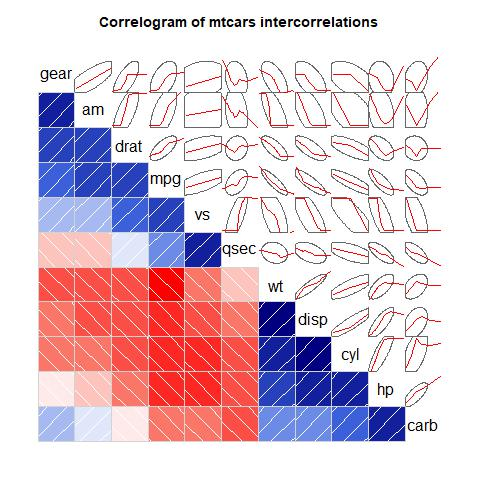 Correlogram of mtcars intercorrelations
gear
am
drat
mpg
vs
qsec
wt
disp
cyl
hp
carb